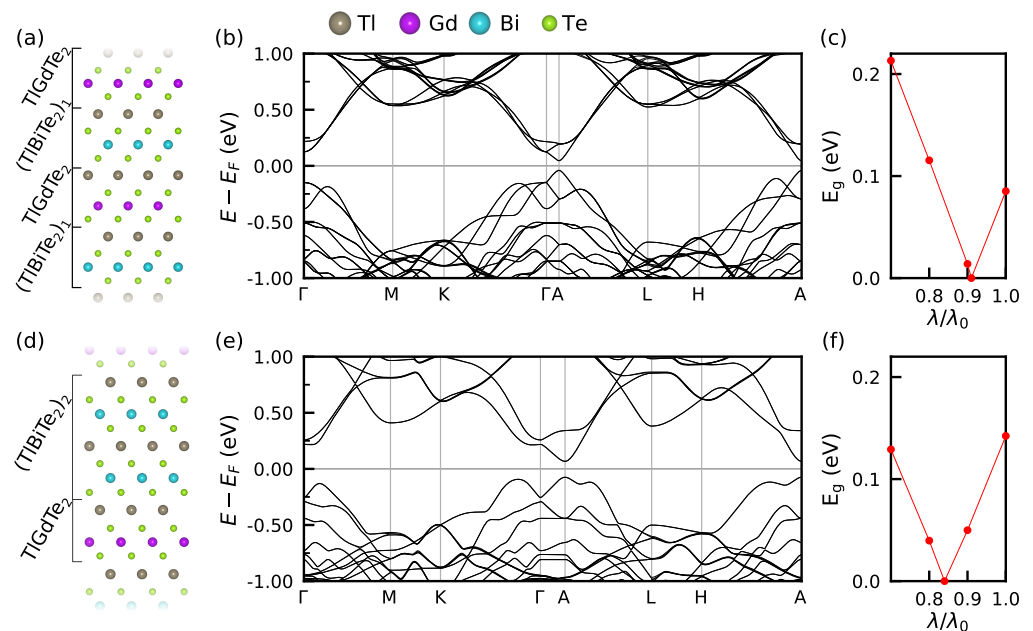 Tl Gd Bi Te
(a)
TlGdTe2
(TlBiTe2)1
TlGdTe2
(TlBiTe2)1
(b)
E − EF (eV)
1.00
0.50
0.00
-0.50
-1.00
Γ M K Γ A L H A
(c)
Eg (eV)
0.2
0.1
0.0
0.8 0.9 1.0
λ/λ0
(d)
(TlBiTe2)2
TlGdTe2
(e)
E − EF (eV)
1.00
0.50
0.00
-0.50
-1.00
Γ M K Γ A L H A
(f)
Eg (eV)
0.2
0.1
0.0
0.8 0.9 1.0
λ/λ0